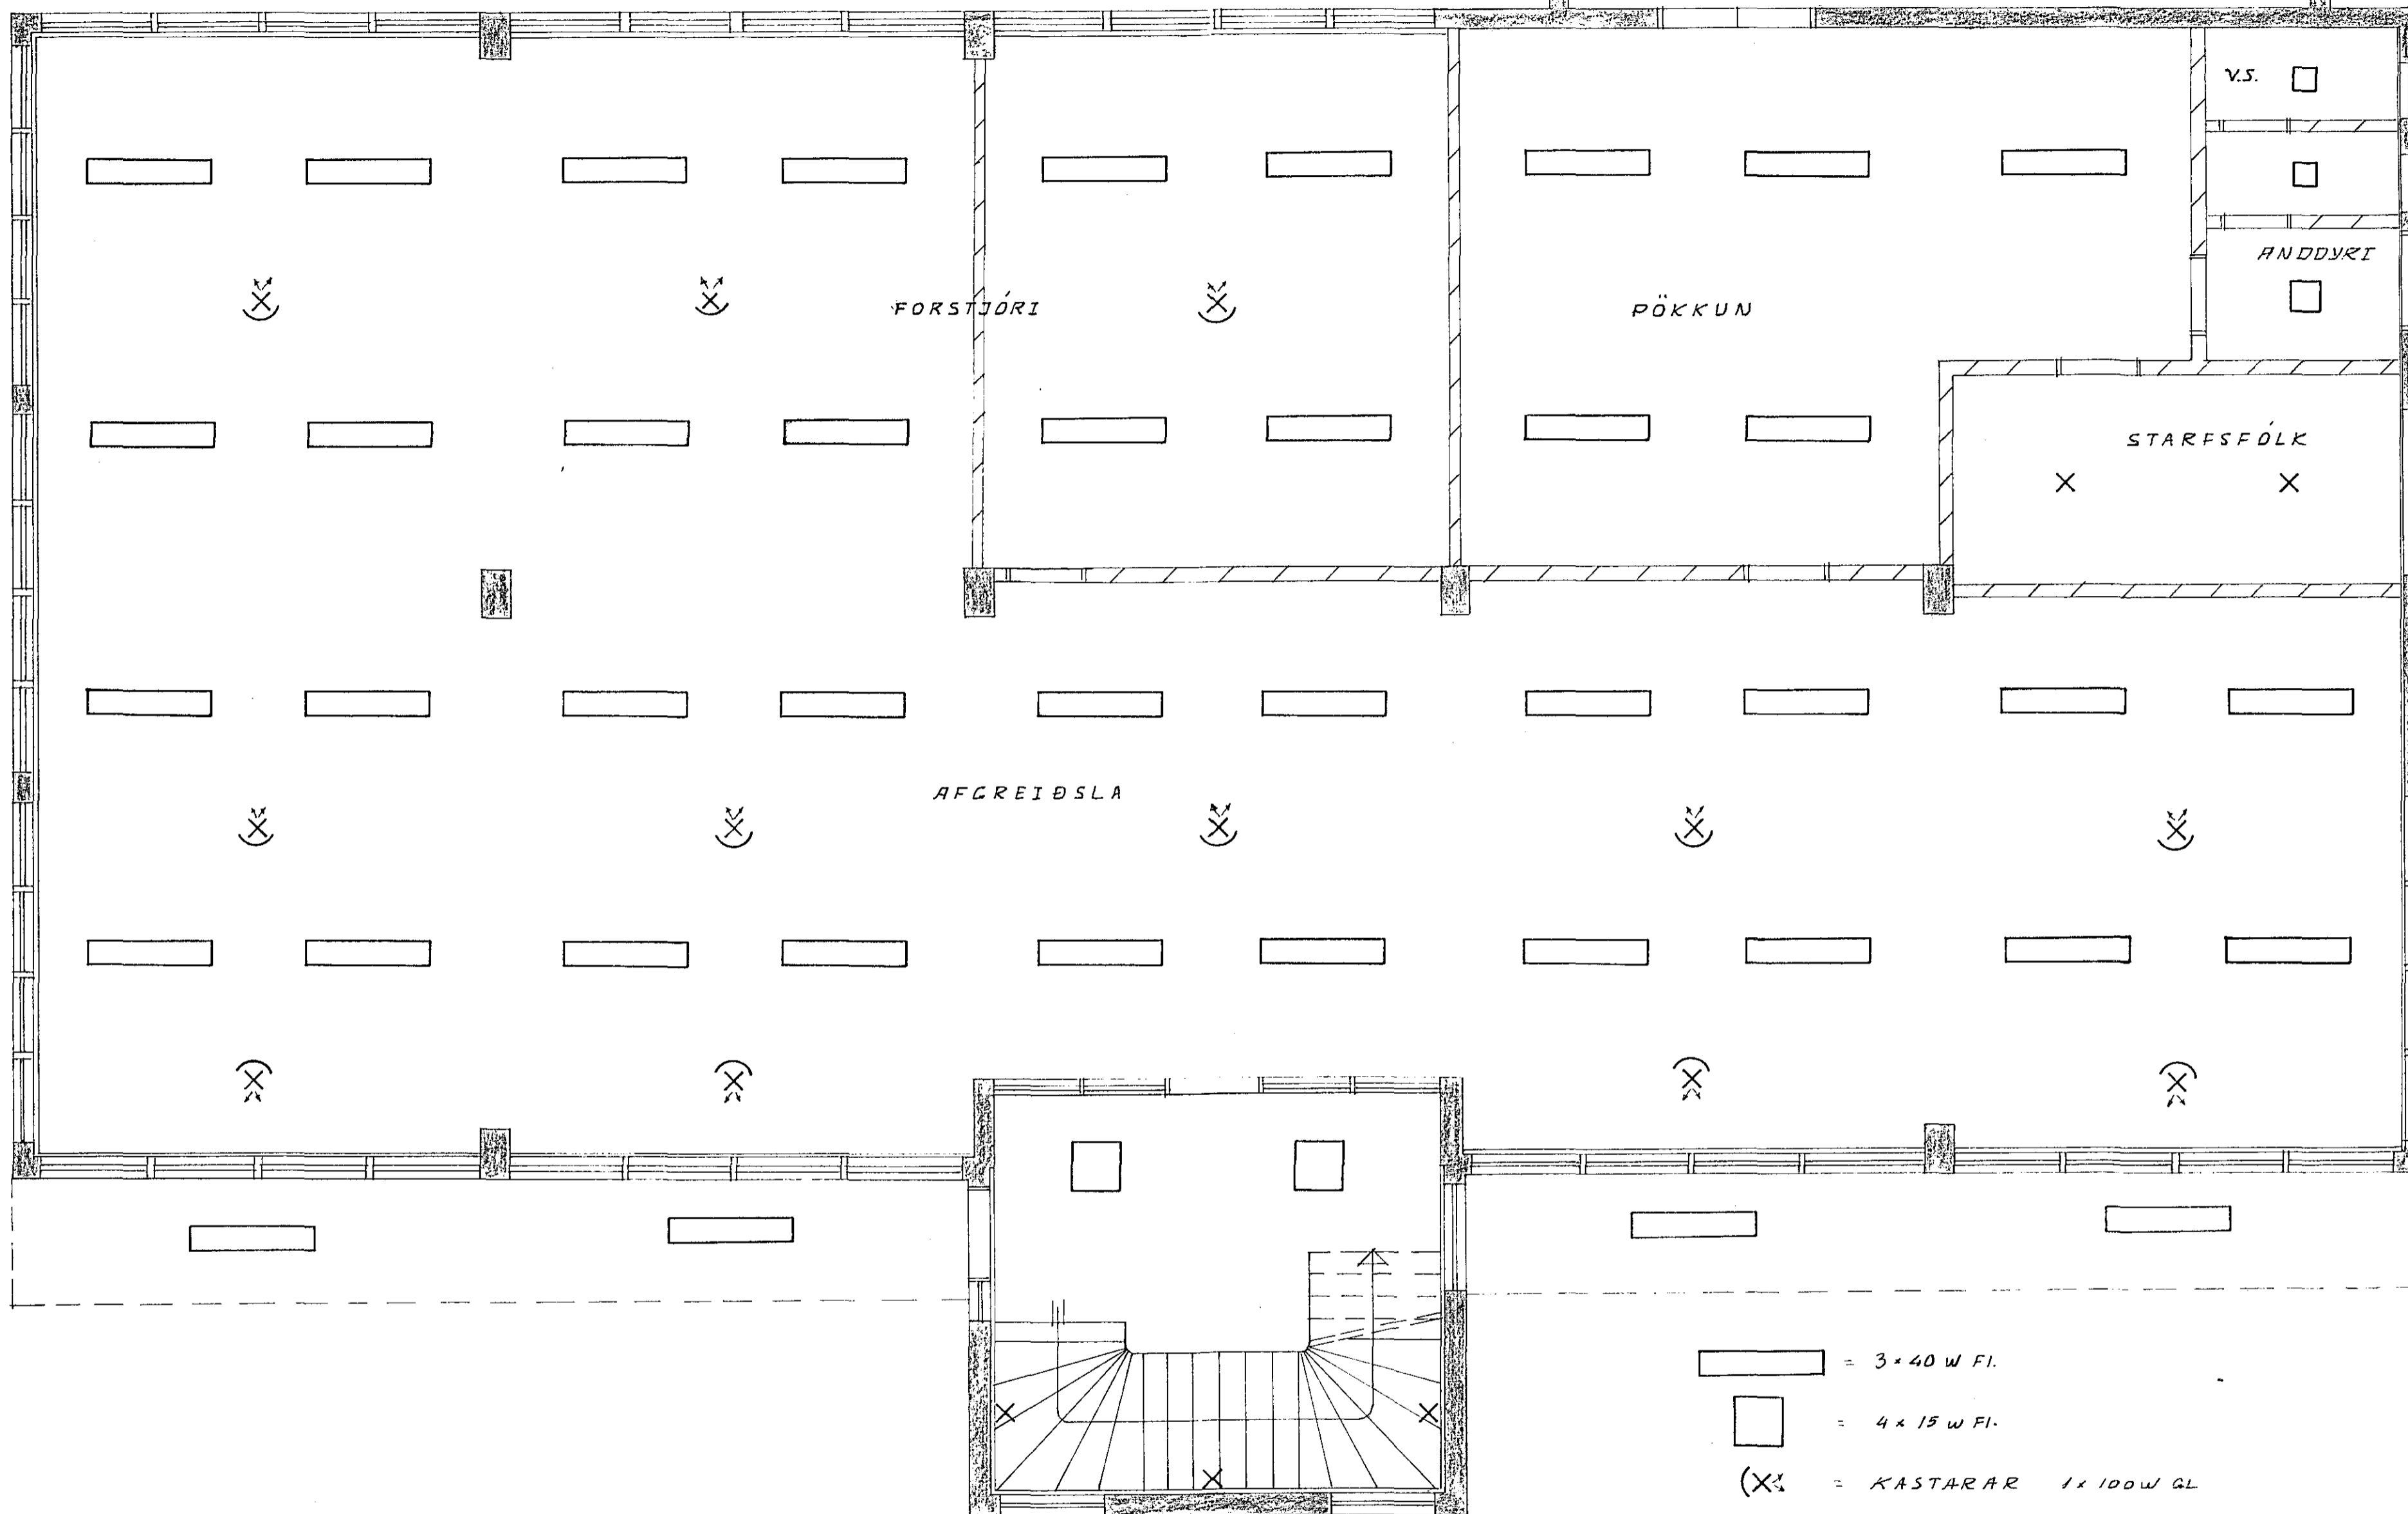 V.S.
ANDDYRI
FORSTJÓRI
PÖKKUN
STARFSFÓLK
AFGREIÐSLA
= 3 × 40 W Fl.
= 4 × 15 W Fl.
= KASTARAR 1 × 100 W GL